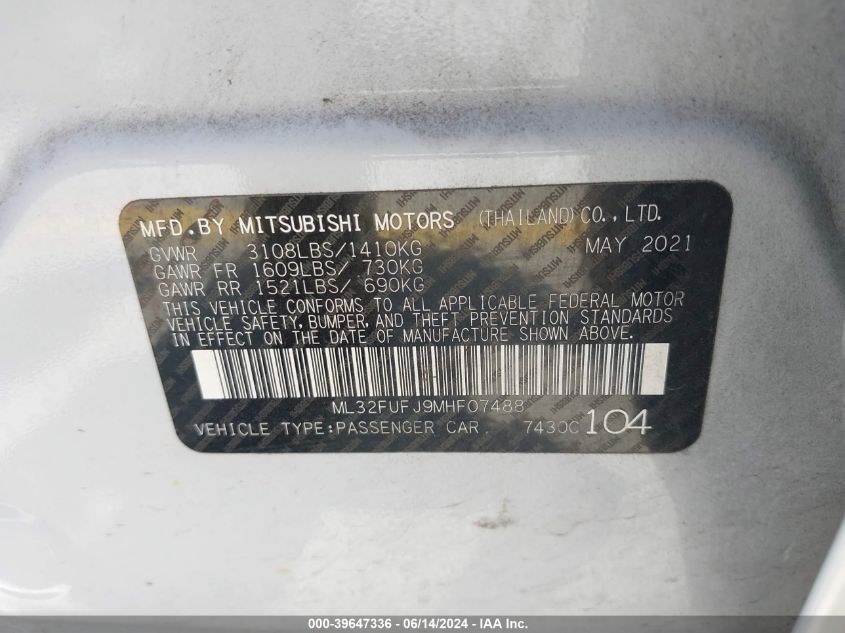 MFD.BY MITSUBISHI MOTORS (THAILAND)CO.,LTD.
GVWR 3108LBS/1410KG MAY 2021
GAWR FR 1609LBS/ 730KG
GAWR RR 1521LBS/ 690KG
THIS VEHICLE CONFORMS TO ALL APPLICABLE FEDERAL MOTOR
VEHICLE SAFETY, BUMPER, AND THEFT PREVENTION STANDARDS
IN EFFECT ON THE DATE OF MANUFACTURE SHOWN ABOVE.
ML32FUFJ9MHF07488
VEHICLE TYPE:PASSENGER CAR. 7430C 104
000-39647336 / 06/14/2024 - IAA Inc.